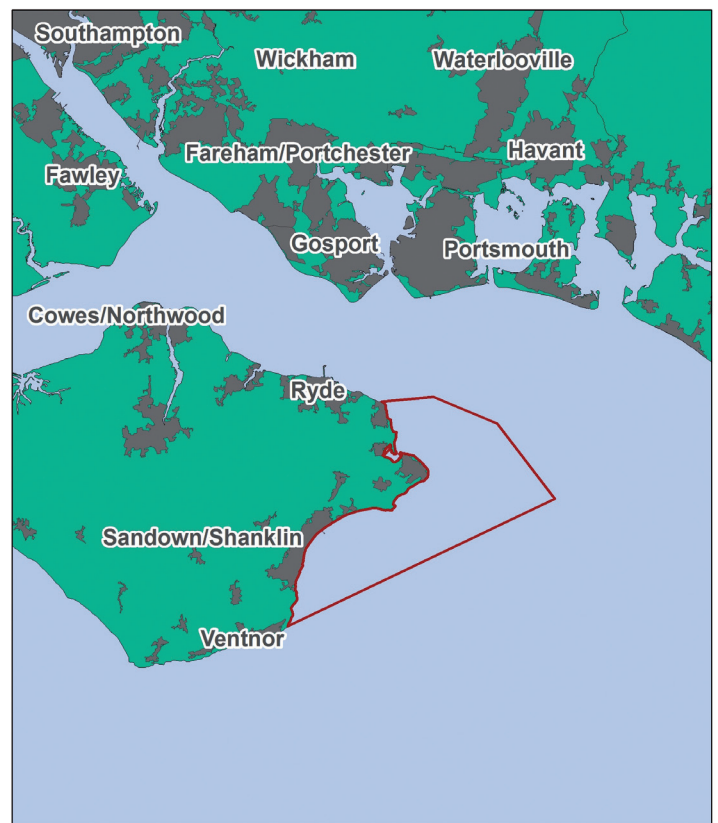 Southampton
Wickham
Waterlooville
Fareham/Portchester
Havant
Fawley
Gosport
Portsmouth
Cowes/Northwood
Ryde
Sandown/Shanklin
Ventnor